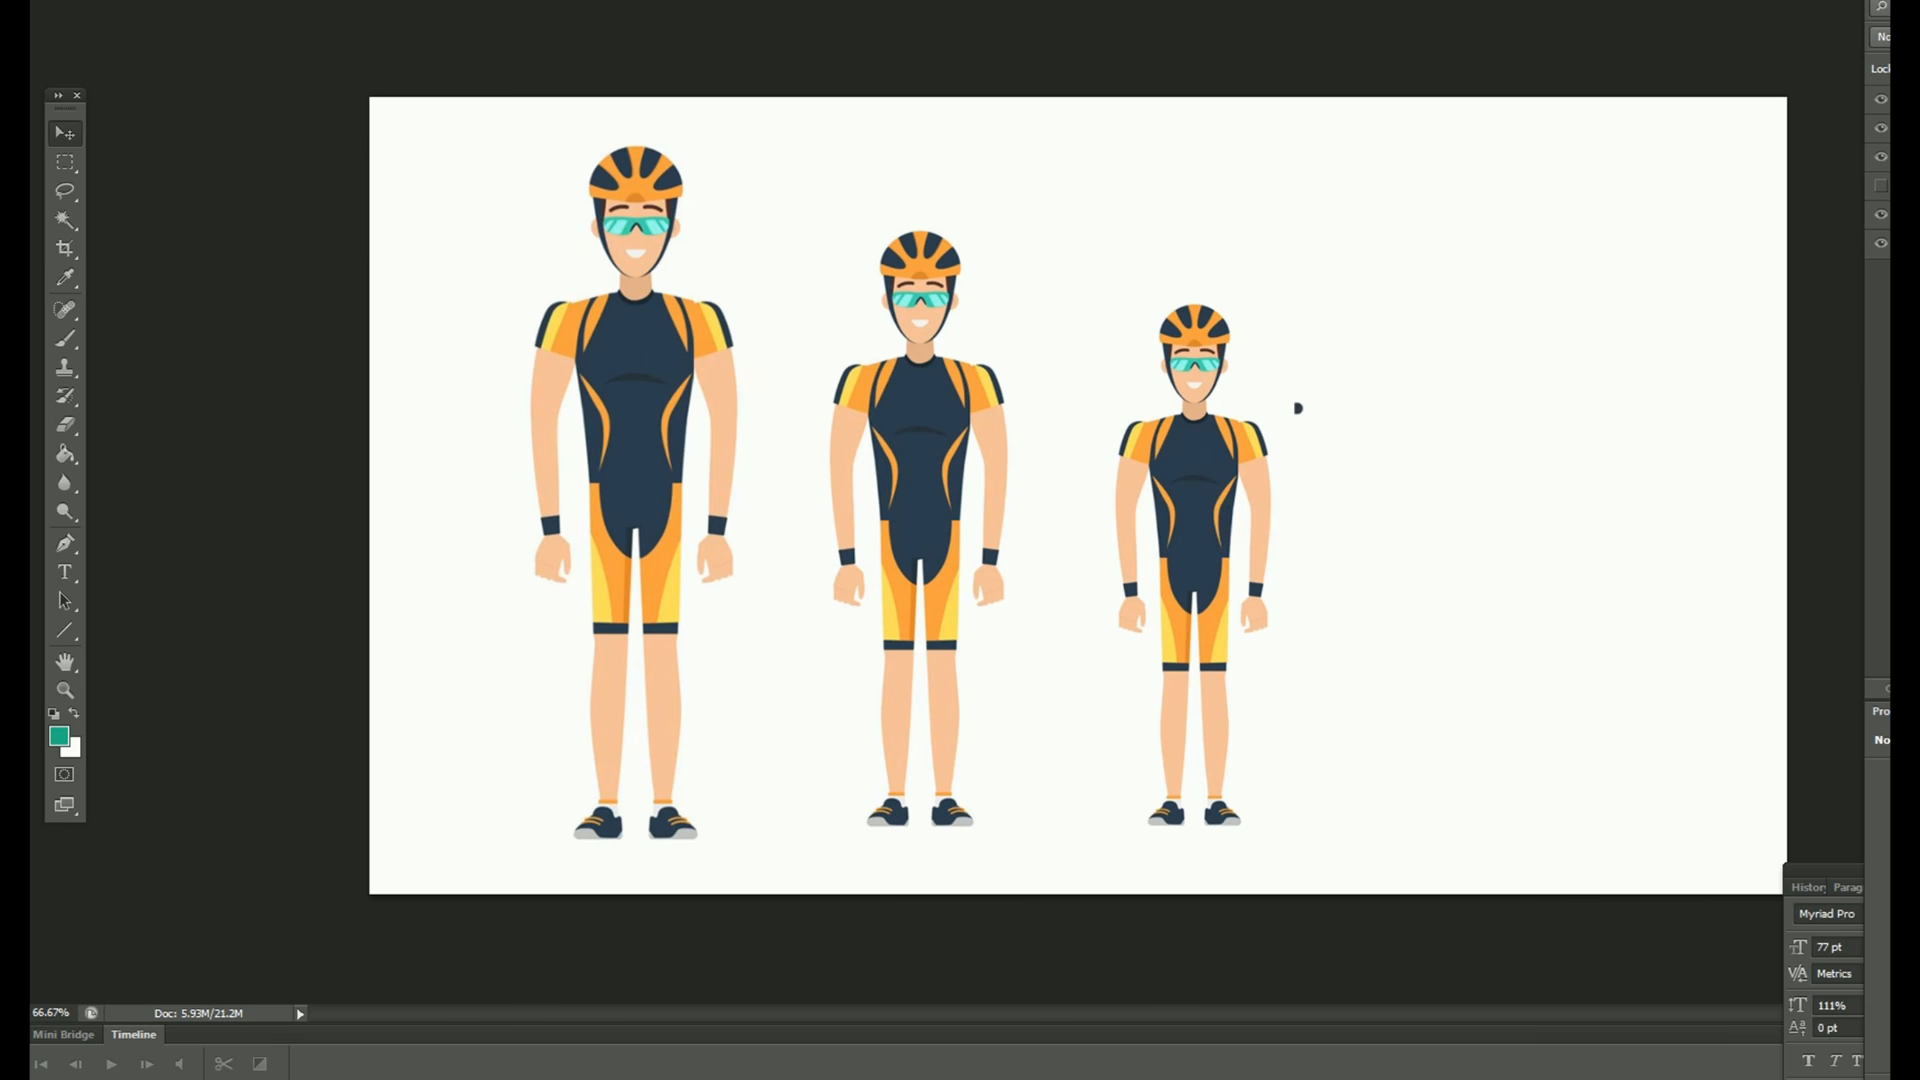 No
Lock
Pro
No
History Parag
Myriad Pro
77 pt
Metrics
111%
0 pt
T T T
66.67%
Doc: 5.93M/21.2M
Mini Bridge Timeline